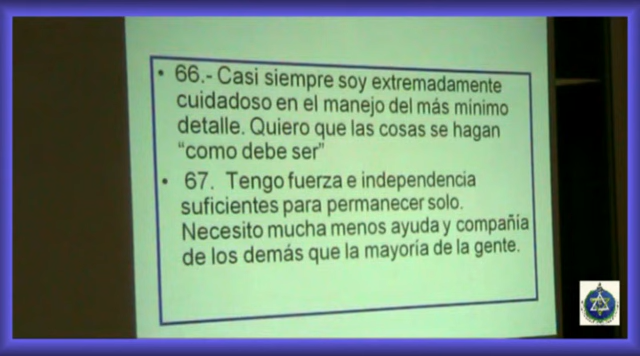 • 66.- Casi siempre soy extremadamente
cuidadoso en el manejo del más minimo
detalle. Quiero que las cosas se hagan
“como debe ser”
• 67. Tengo fuerza e independencia
suficientes para permanecer solo.
Necesito mucha menos ayuda y compañia
de los demás que la mayoría de la gente.